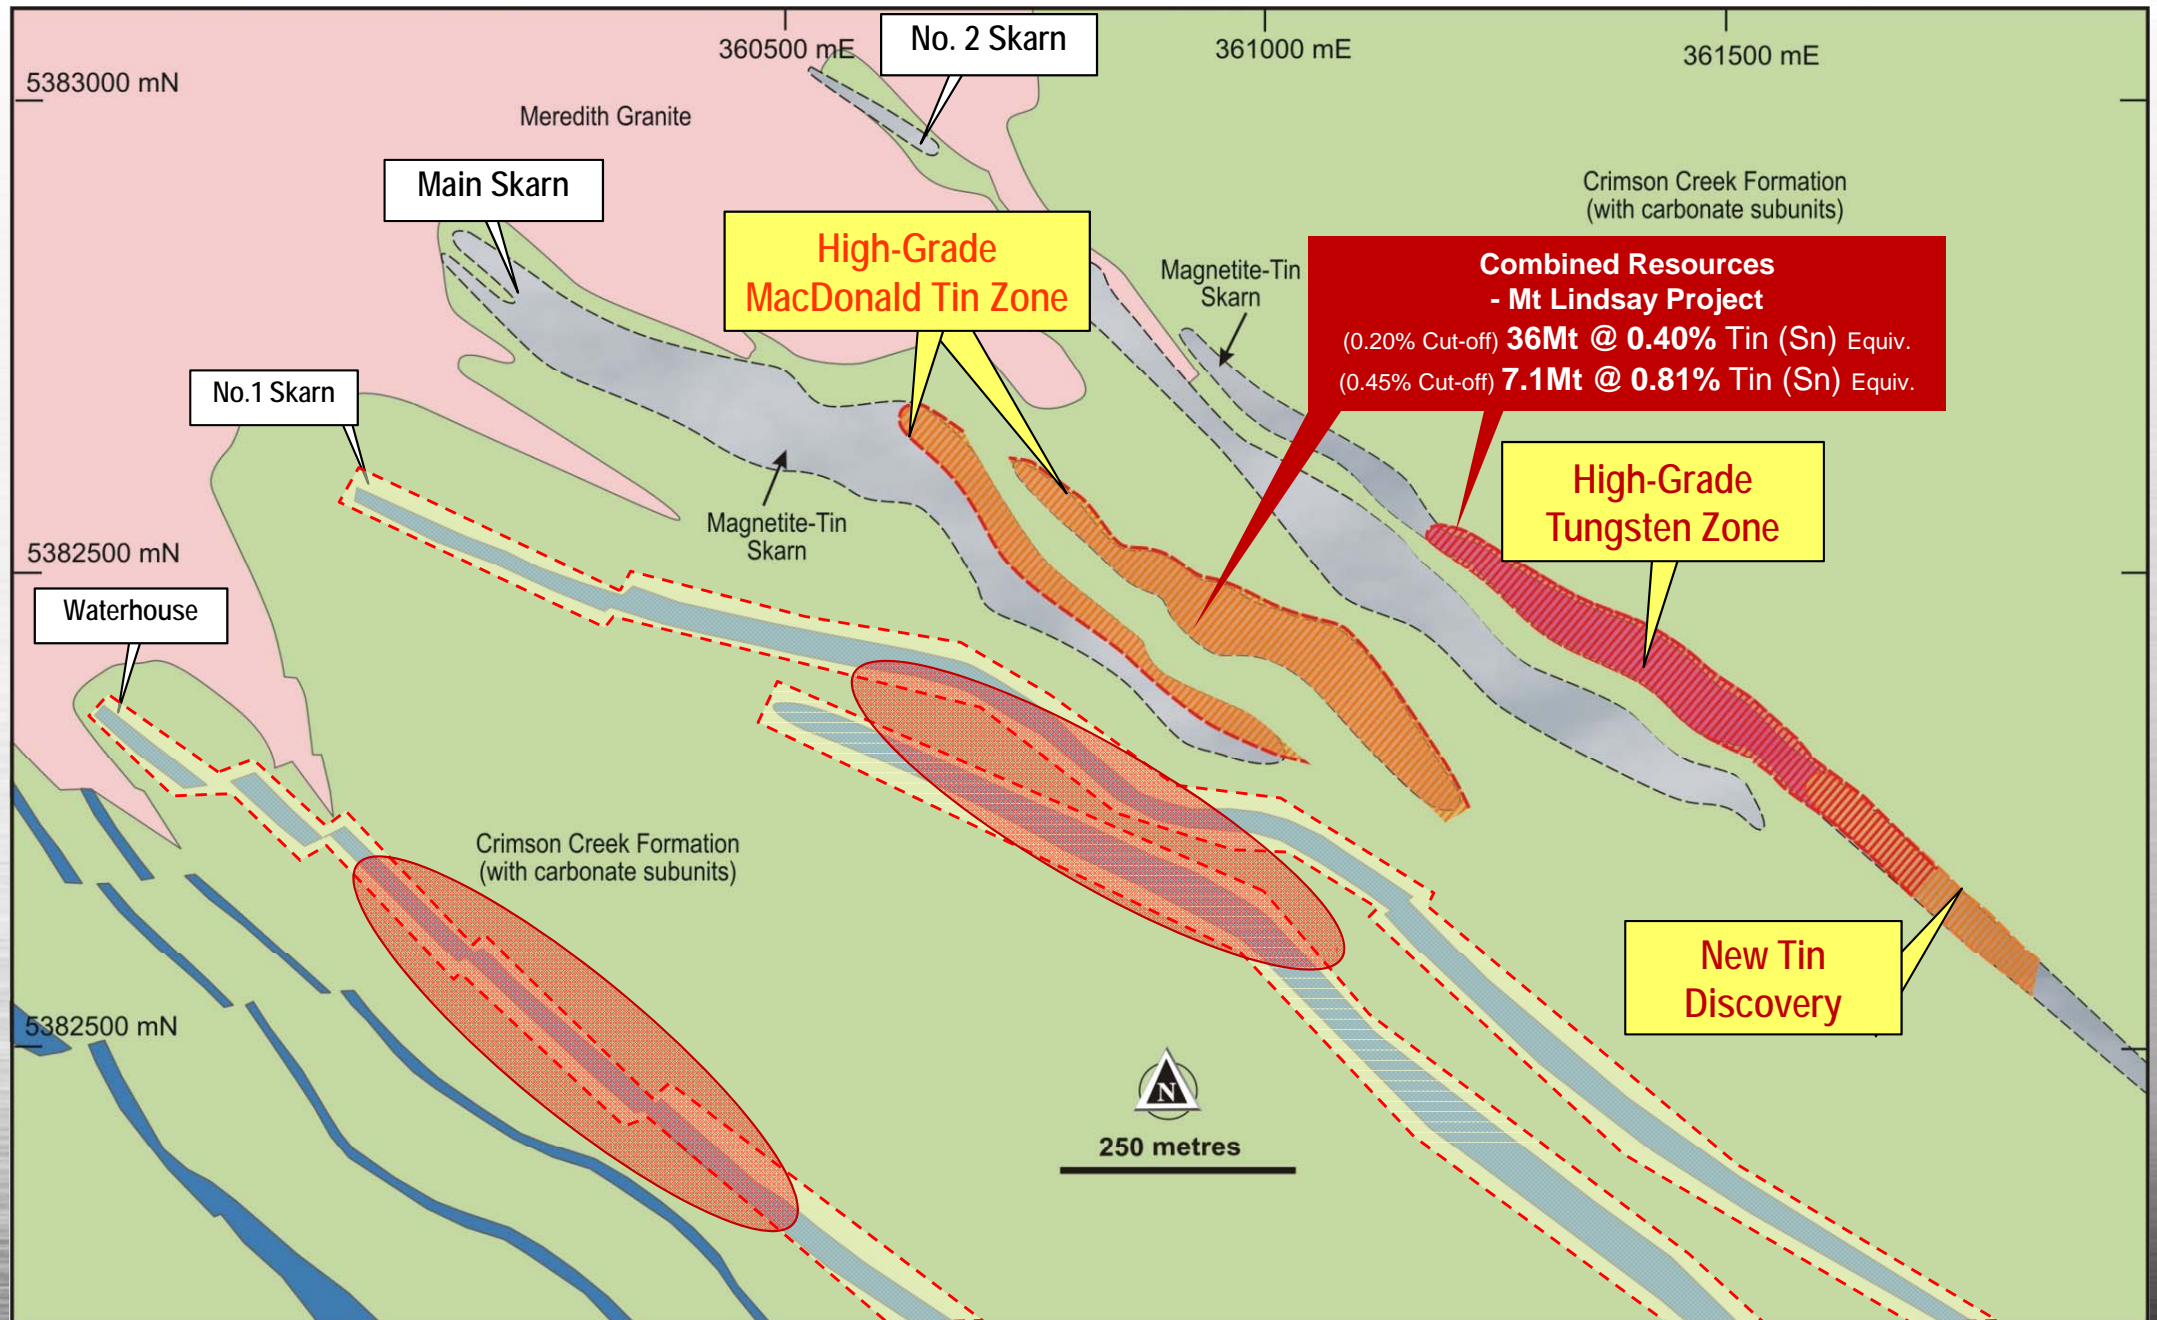 360500 mE
No. 2 Skarn
361000 mE
361500 mE
5383000 mN
Meredith Granite
Main Skarn
Crimson Creek Formation
(with carbonate subunits)
High-Grade
MacDonald Tin Zone
Magnetite-Tin
Skarn
Combined Resources
- Mt Lindsay Project
(0.20% Cut-off) 36Mt @ 0.40% Tin (Sn) Equiv.
(0.45% Cut-off) 7.1Mt @ 0.81% Tin (Sn) Equiv.
No.1 Skarn
High-Grade
Tungsten Zone
Magnetite-Tin
Skarn
5382500 mN
Waterhouse
Crimson Creek Formation
(with carbonate subunits)
New Tin
Discovery
5382500 mN
N
250 metres